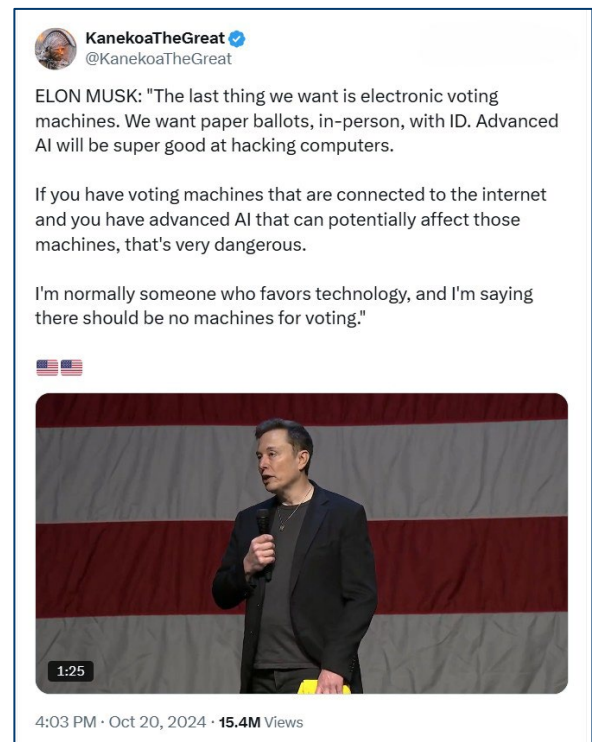 KanekoaTheGreat
@KanekoaTheGreat
ELON MUSK: "The last thing we want is electronic voting
machines. We want paper ballots, in-person, with ID. Advanced
AI will be super good at hacking computers.
If you have voting machines that are connected to the internet
and you have advanced AI that can potentially affect those
machines, that's very dangerous.
I'm normally someone who favors technology, and I'm saying
there should be no machines for voting."
1:25
4:03 PM · Oct 20, 2024 · 15.4M Views